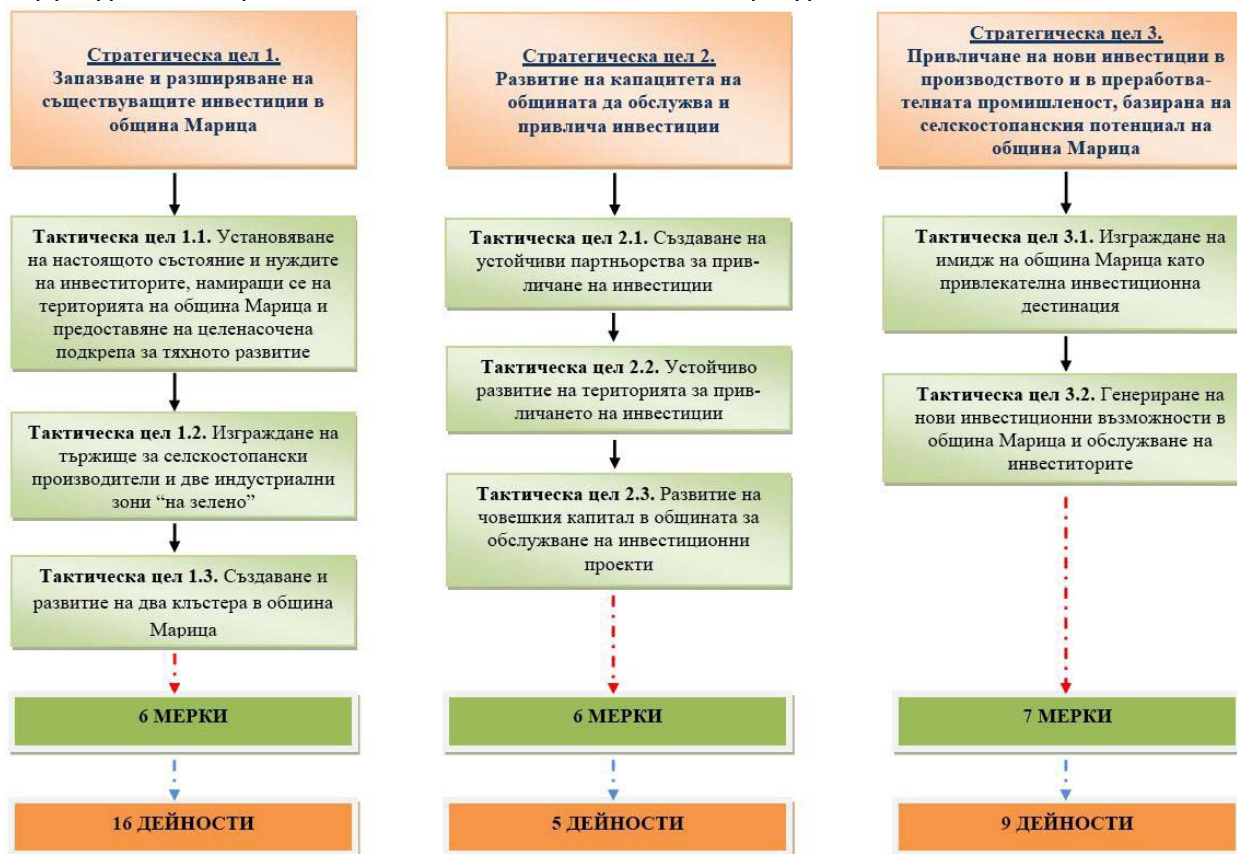 Стратегическа цел 1.
Запазване и разширяване на
съществуващите инвестиции в
община Марица
Тактическа цел 1.1. Установяване
на настоящото състояние и нуждите
на инвеститорите, намиращи се на
територията на община Марица и
предоставяне на целенасочена
подкрепа за тяхното развитие
Тактическа цел 1.2. Изграждане на
тържище за селскостопански
производители и две индустриални
зони “на зелено”
Тактическа цел 1.3. Създаване и
развитие на два клъстера в община
Марица
6 МЕРКИ
16 ДЕЙНОСТИ
Стратегическа цел 2.
Развитие на капацитета на
общината да обслужва и
привлича инвестиции
Тактическа цел 2.1. Създаване на
устойчиви партньорства за прив-
личане на инвестиции
Тактическа цел 2.2. Устойчиво
развитие на територията за прив-
личането на инвестиции
Тактическа цел 2.3. Развитие на
човешкия капитал в общината за
обслужване на инвестиционни
проекти
6 МЕРКИ
5 ДЕЙНОСТИ
Стратегическа цел 3.
Привличане на нови инвестиции в
производството и в преработва-
телната промишленост, базирана на
селскостопанския потенциал на
община Марица
Тактическа цел 3.1. Изграждане на
имидж на община Марица като
привлекателна инвестиционна
дестинация
Тактическа цел 3.2. Генериране на
нови инвестиционни възможности в
община Марица и обслужване на
инвеститорите
7 МЕРКИ
9 ДЕЙНОСТИ